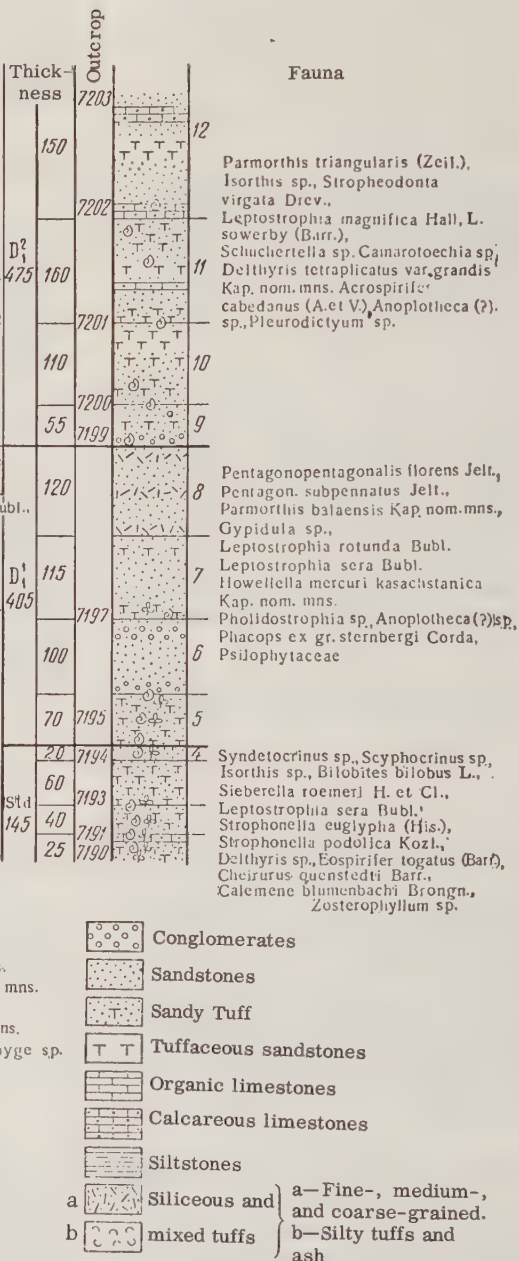 Thick-
ness
Outcrop
Fauna
7203
12
150
Parmorthis triangularis (Zeil.),
Isorthis sp., Stropheodonta
virgata Drev.,
7202
Leptostrophia magnifica Hall, L.
sowerby (Barr.),
Schuchertella sp. Camarotoechia sp,
Delthyris tetraplicatus var. grandis
Kap. nom. mns. Acrospirifer
cabedanus (A. et V.), Anoplotheca (?).
sp., Pleurodictyum sp.
D²₁
475
160
11
7201
110
10
7200
55
7199
9
120
8
Pentagonopentagonalis florens Jelt.,
Pentagon. subpennatus Jelt.,
Parmorthis balaensis Kap. nom. mns.,
Gypidula sp.,
Leptostrophia rotunda Bubl.
Leptostrophia sera Bubl.
Howellella mercuri kasachstanica
Kap. nom. mns.
Pholidostrophia sp., Anoplotheca (?) sp.,
Phacops ex gr. sternbergi Corda,
Psilophytaceae
ubl.,
D¹₁
405
115
7
7197
100
6
70
7195
5
20
7194
4
Syndetocrinus sp., Scyphocrinus sp,
Isorthis sp., Bilobites bilobus L.,
Sieberella roemeri H. et Cl.,
Leptostrophia sera Bubl.
Strophonella euglypha (His.),
Strophonella podolica Kozl.,
Delthyris sp., Eospirifer togatus (Barr),
Cheirurus quenstedti Barr.,
Calemene blumenbachi Brongn.,
Zosterophyllum sp.
60
7193
145
40
7191
25
7190
mns.
ns.
byge sp.
Conglomerates
Sandstones
Sandy Tuff
T T Tuffaceous sandstones
Organic limestones
Calcareous limestones
Siltstones
a Siliceous and
b mixed tuffs
a—Fine-, medium-,
and coarse-grained.
b—Silty tuffs and
ash